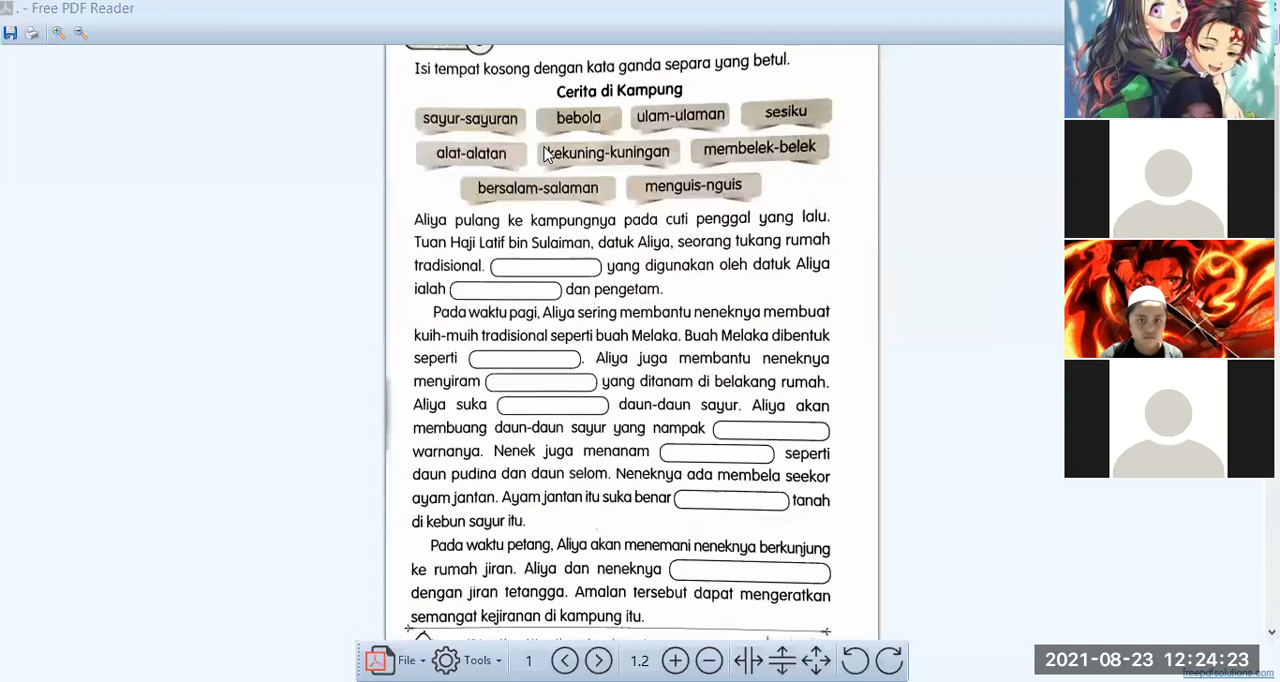 . - Free PDF Reader
Isi tempat kosong dengan kata ganda separa yang betul.
Cerita di Kampung
sayur-sayuran bebola ulam-ulaman sesiku
alat-alatan kekuning-kuningan membelek-belek
bersalam-salaman menguis-nguis
Aliya pulang ke kampungnya pada cuti penggal yang lalu.
Tuan Haji Latif bin Sulaiman, datuk Aliya, seorang tukang rumah
tradisional. yang digunakan oleh datuk Aliya
ialah dan pengetam.
Pada waktu pagi, Aliya sering membantu neneknya membuat
kuih-muih tradisional seperti buah Melaka. Buah Melaka dibentuk
seperti . Aliya juga membantu neneknya
menyiram yang ditanam di belakang rumah.
Aliya suka daun-daun sayur. Aliya akan
membuang daun-daun sayur yang nampak
warnanya. Nenek juga menanam seperti
daun pudina dan daun selom. Neneknya ada membela seekor
ayam jantan. Ayam jantan itu suka benar tanah
di kebun sayur itu.
Pada waktu petang, Aliya akan menemani neneknya berkunjung
ke rumah jiran. Aliya dan neneknya
dengan jiran tetangga. Amalan tersebut dapat mengeratkan
semangat kejiranan di kampung itu.
File Tools 1 1.2
2021-08-23 12:24:23
freepdfsolutions.com